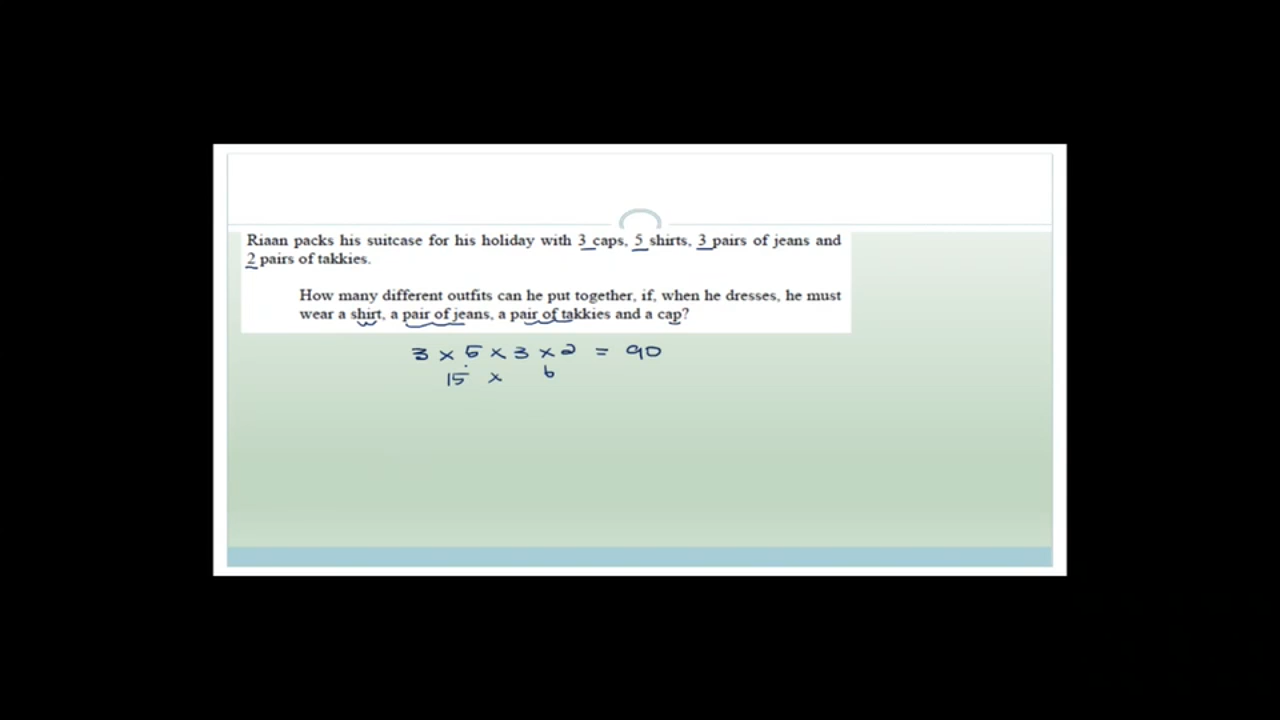 Riaan packs his suitcase for his holiday with 3 caps, 5 shirts, 3 pairs of jeans and
2 pairs of takkies.
How many different outfits can he put together, if, when he dresses, he must
wear a shirt, a pair of jeans, a pair of takkies and a cap?
3 × 5 × 3 × 2 = 90
15 × 6